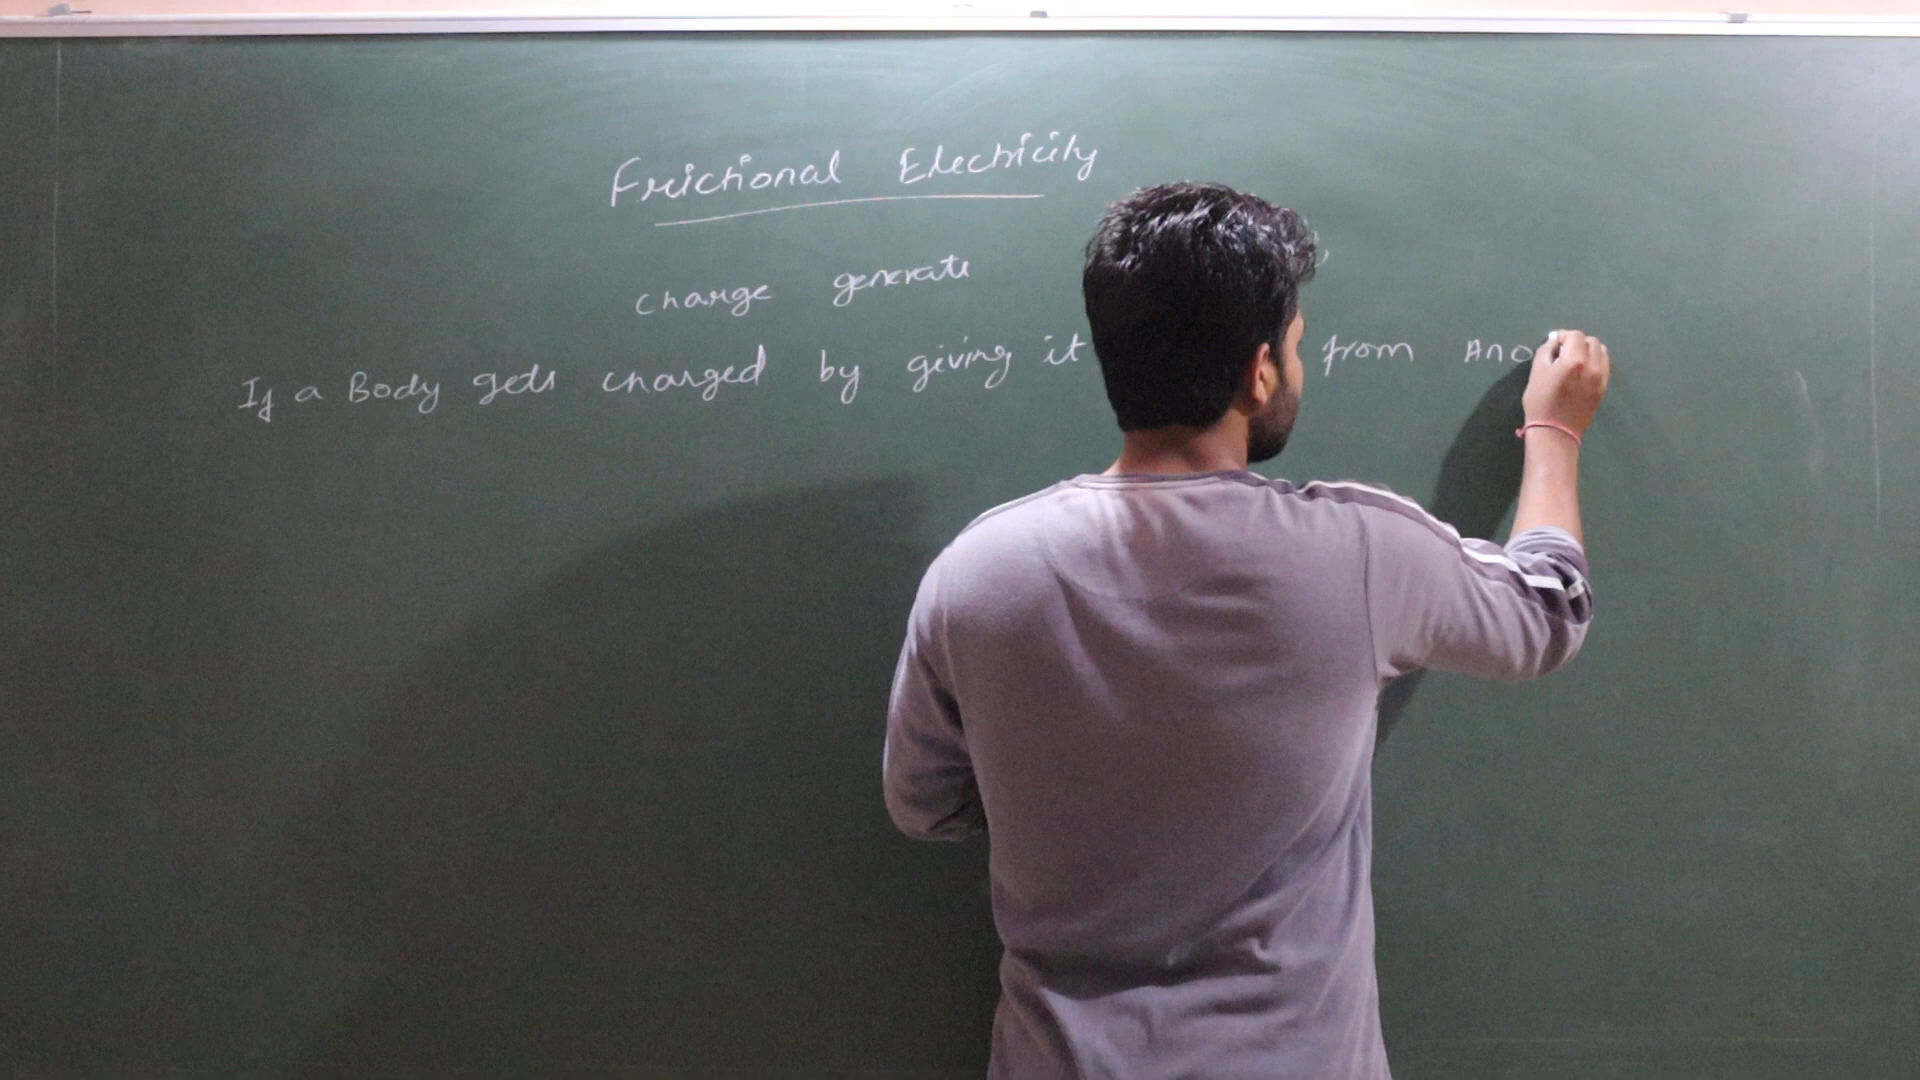 Frictional Electricity
charge generate
If a Body gets charged by giving it from Ano